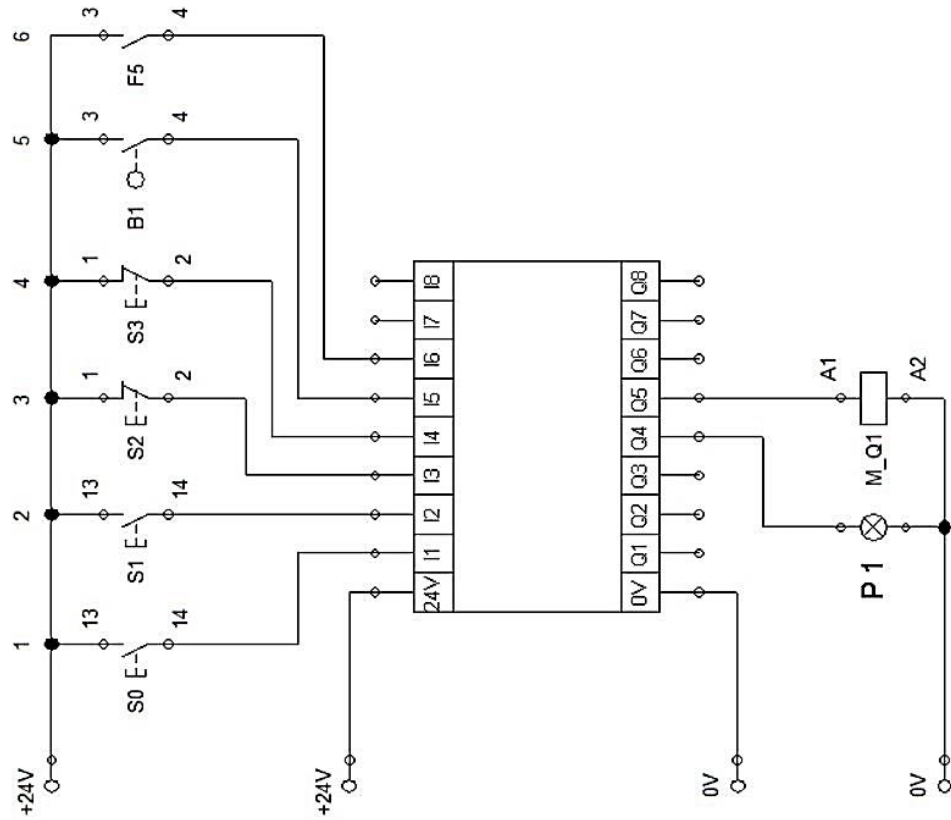 1 2 3 4 5 6
+24V
13 13 1 1 3 3
S0 S1 S2 S3 B1 F5
14 14 2 2 4 4
+24V
24V I1 I2 I3 I4 I5 I6 I7 I8
0V Q1 Q2 Q3 Q4 Q5 Q6 Q7 Q8
0V
A1
P1 M_Q1
A2
0V